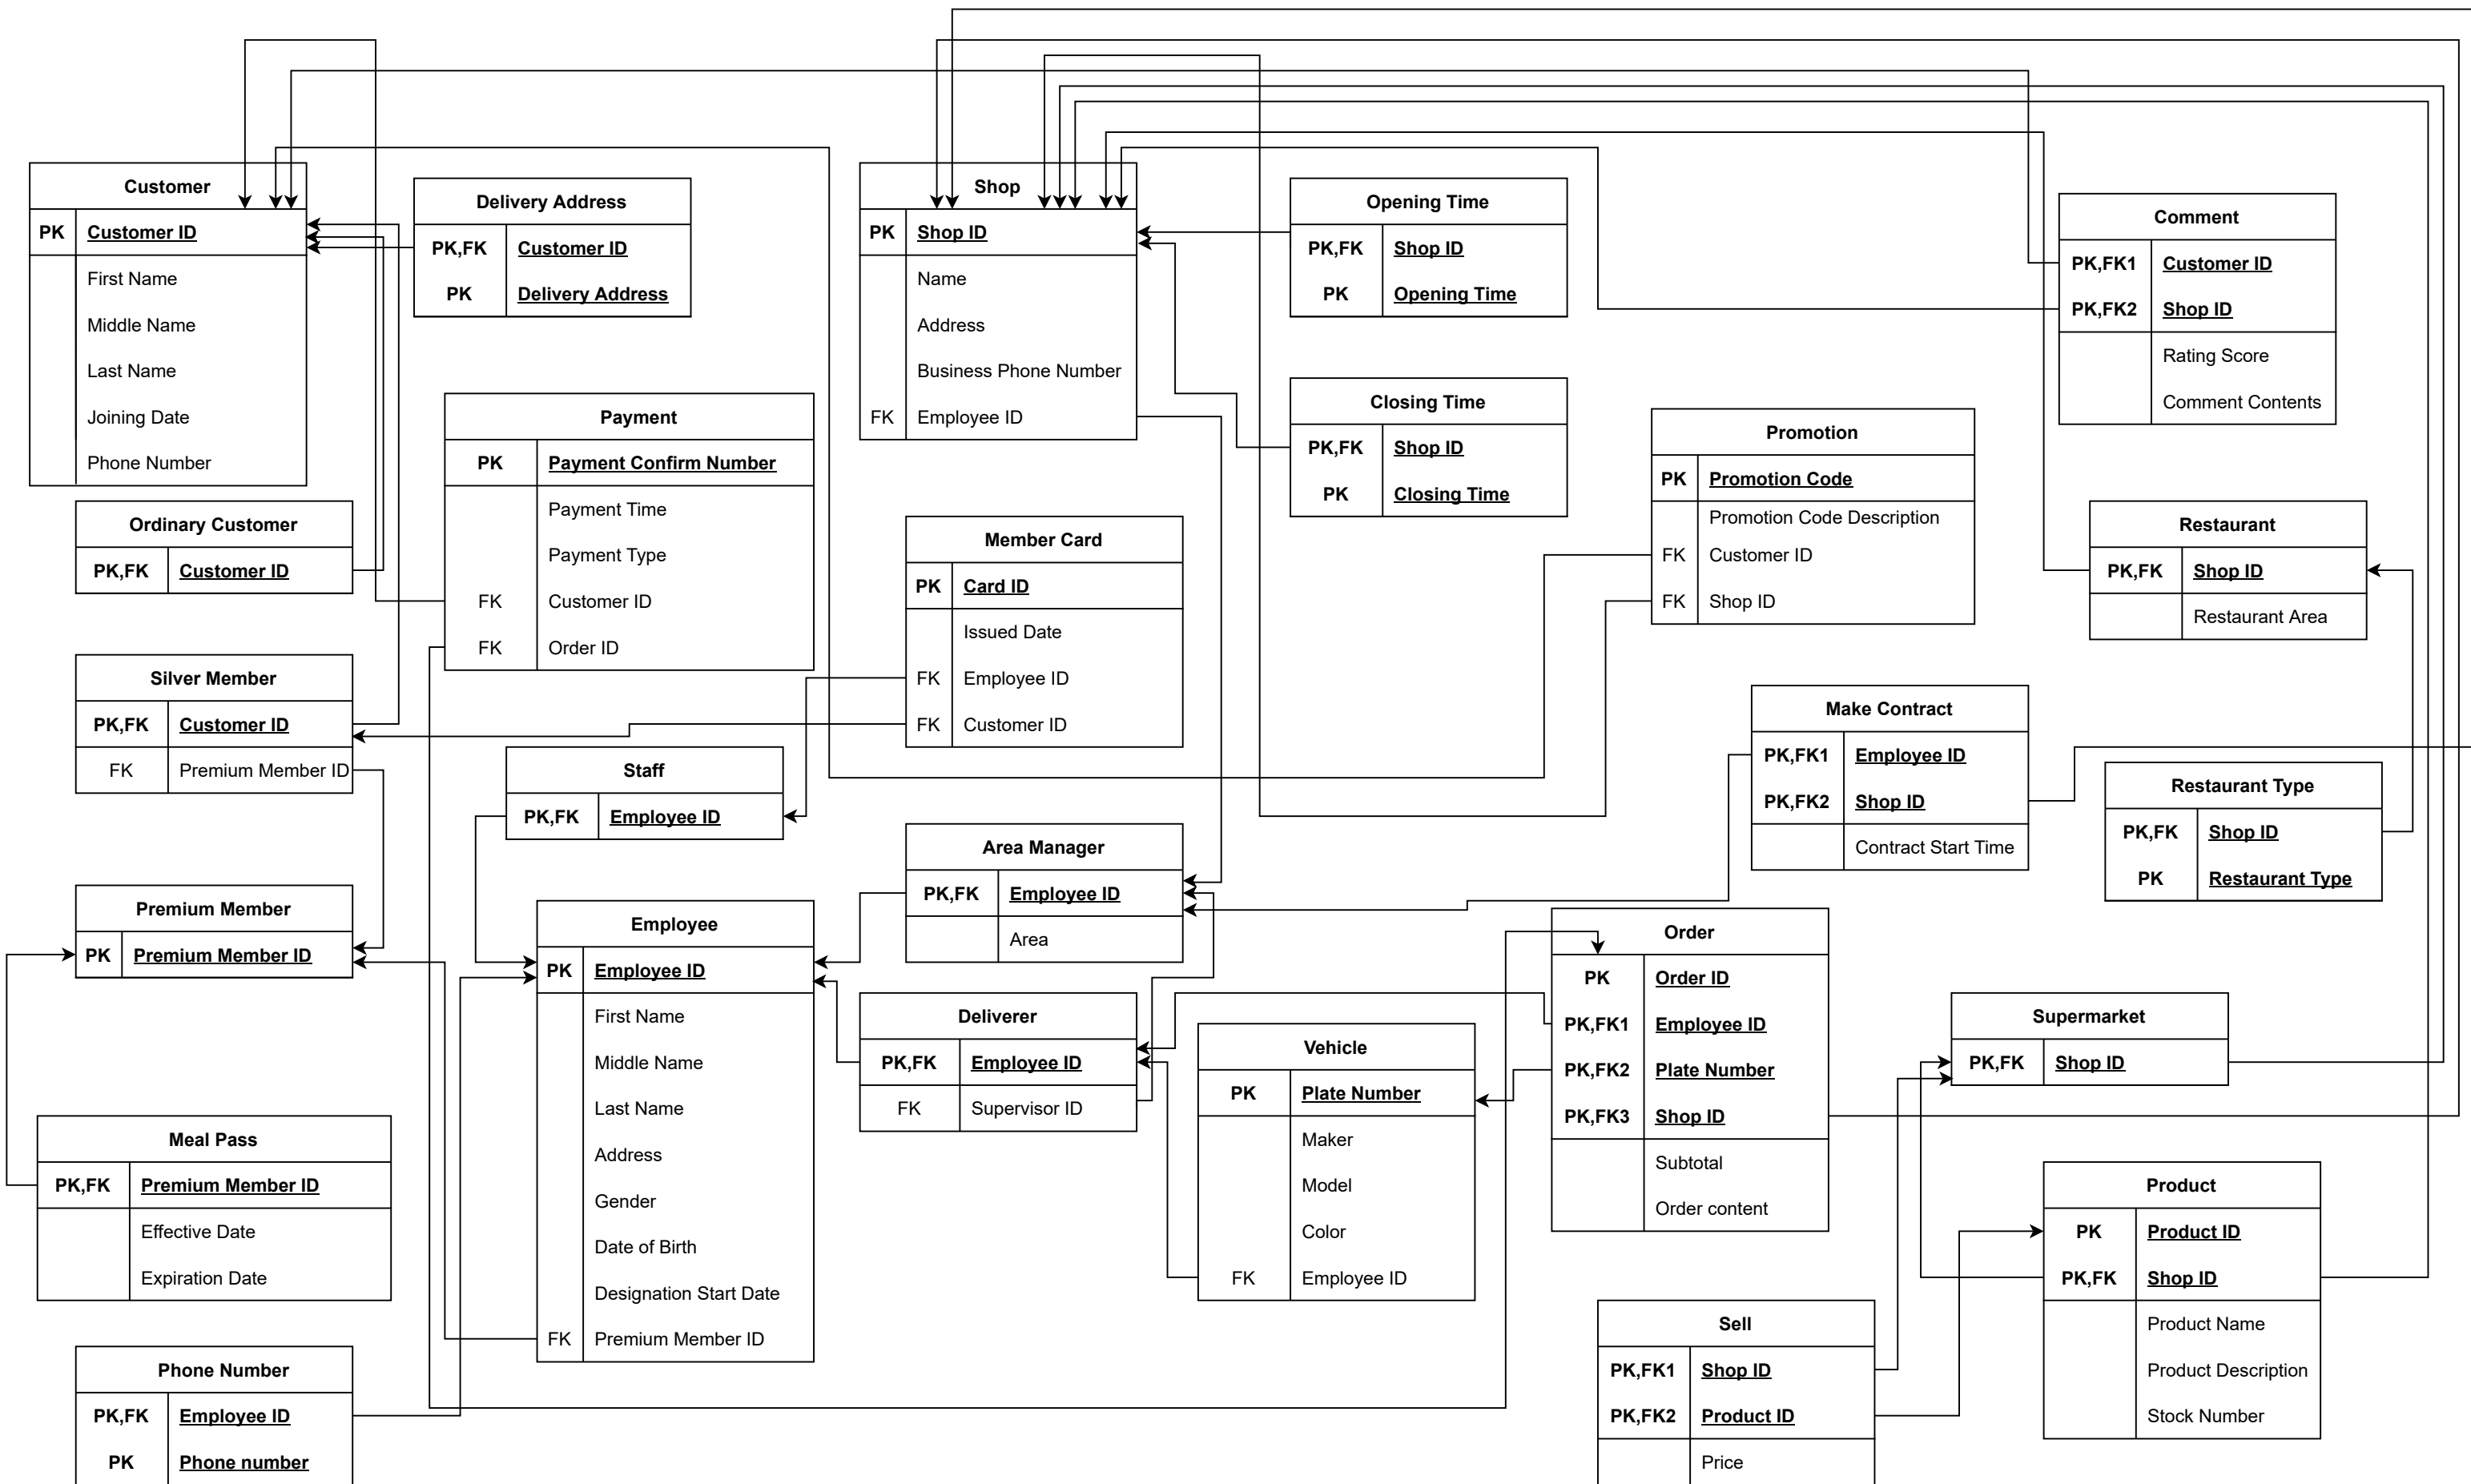 Customer
PK Customer ID
First Name
Middle Name
Last Name
Joining Date
Phone Number
Delivery Address
PK,FK Customer ID
PK Delivery Address
Shop
PK Shop ID
Name
Address
Business Phone Number
FK Employee ID
Opening Time
PK,FK Shop ID
PK Opening Time
Comment
PK,FK1 Customer ID
PK,FK2 Shop ID
Rating Score
Comment Contents
Payment
PK Payment Confirm Number
Payment Time
Payment Type
FK Customer ID
FK Order ID
Closing Time
PK,FK Shop ID
PK Closing Time
Promotion
PK Promotion Code
Promotion Code Description
FK Customer ID
FK Shop ID
Ordinary Customer
PK,FK Customer ID
Member Card
PK Card ID
Issued Date
FK Employee ID
FK Customer ID
Restaurant
PK,FK Shop ID
Restaurant Area
Silver Member
PK,FK Customer ID
FK Premium Member ID
Make Contract
PK,FK1 Employee ID
PK,FK2 Shop ID
Contract Start Time
Staff
PK,FK Employee ID
Restaurant Type
PK,FK Shop ID
PK Restaurant Type
Area Manager
PK,FK Employee ID
Area
Premium Member
PK Premium Member ID
Employee
PK Employee ID
First Name
Middle Name
Last Name
Address
Gender
Date of Birth
Designation Start Date
FK Premium Member ID
Order
PK Order ID
PK,FK1 Employee ID
PK,FK2 Plate Number
PK,FK3 Shop ID
Subtotal
Order content
Deliverer
PK,FK Employee ID
FK Supervisor ID
Vehicle
PK Plate Number
Maker
Model
Color
FK Employee ID
Supermarket
PK,FK Shop ID
Meal Pass
PK,FK Premium Member ID
Effective Date
Expiration Date
Product
PK Product ID
PK,FK Shop ID
Product Name
Product Description
Stock Number
Sell
PK,FK1 Shop ID
PK,FK2 Product ID
Price
Phone Number
PK,FK Employee ID
PK Phone number